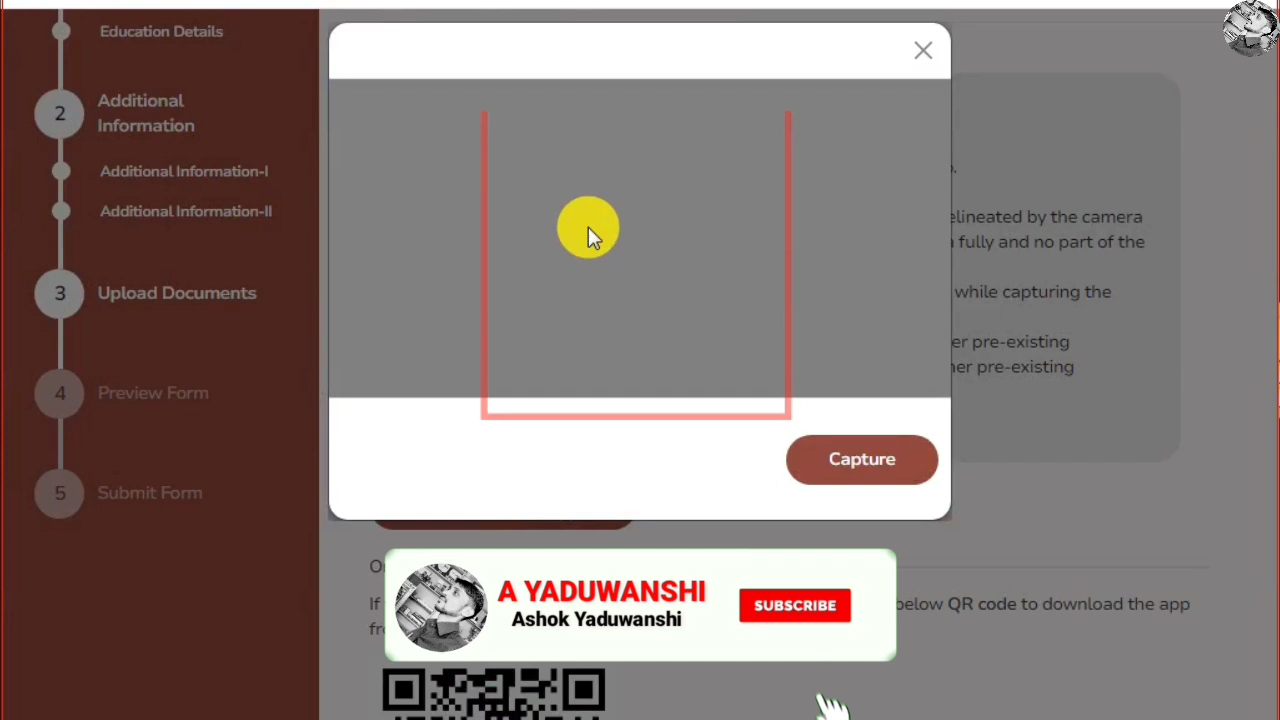 Education Details
2
Additional
Information
Additional Information-I
Additional Information-II
3
Upload Documents
4
Preview Form
5
Submit Form
elineated by the camera
fully and no part of the
while capturing the
er pre-existing
her pre-existing
Capture
A YADUWANSHI
Ashok Yaduwanshi
SUBSCRIBE
If
below QR code to download the app